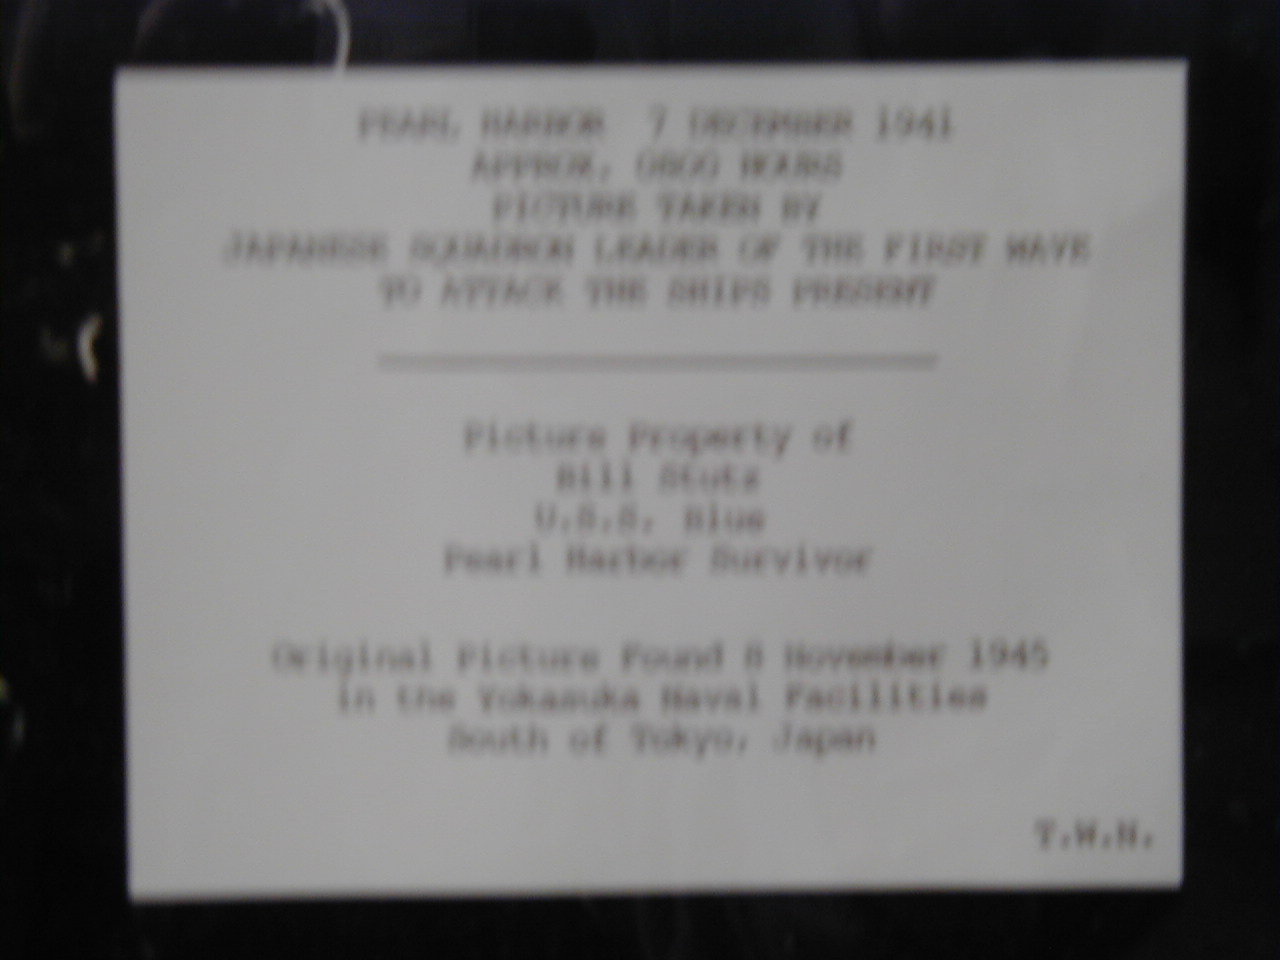 PEARL HARBOR 7 DECEMBER 1941
APPROX. 0800 HOURS
PICTURE TAKEN BY
JAPANESE SQUADRON LEADER OF THE FIRST WAVE
TO ATTACK THE SHIPS PRESENT
Picture Property of
Bill Stutz
U.S.S. Blue
Pearl Harbor Survivor
Original Picture Found 8 November 1945
in the Yokasuka Naval Facilities
South of Tokyo, Japan
T.W.H.